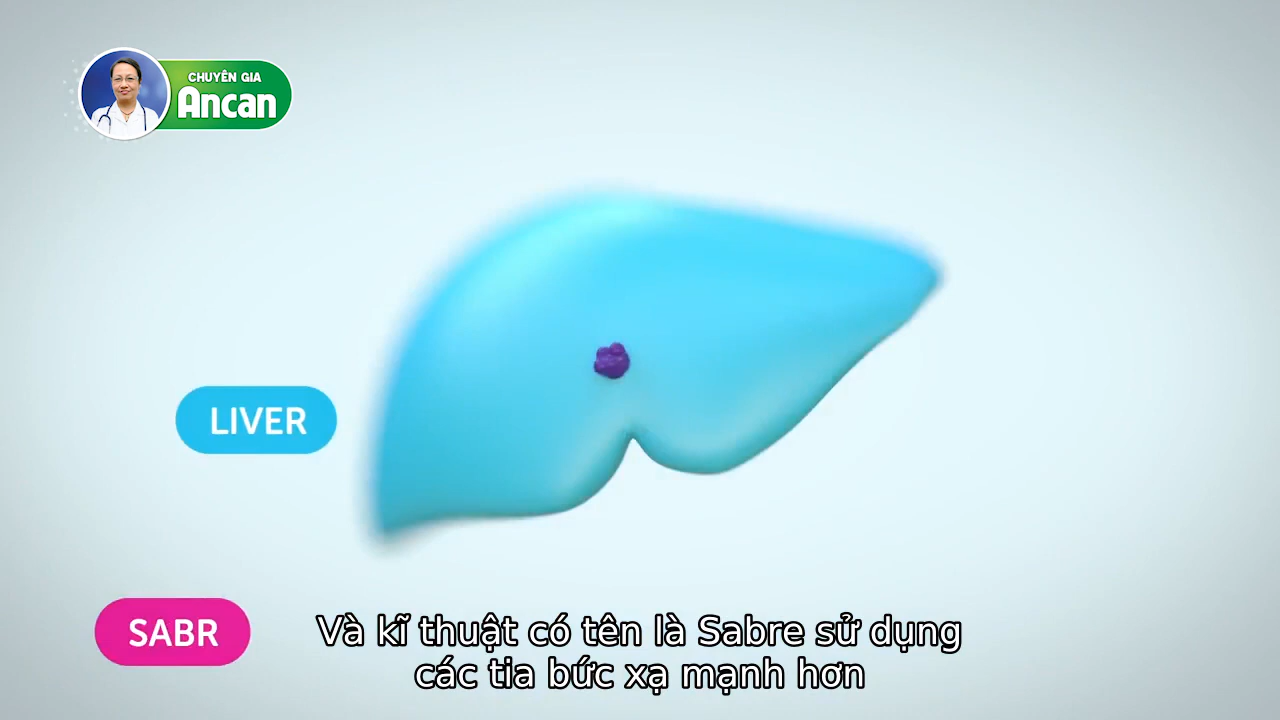 CHUYÊN GIA
Ancan
LIVER
SABR
Và kĩ thuật có tên là Sabre sử dụng
các tia bức xạ mạnh hơn